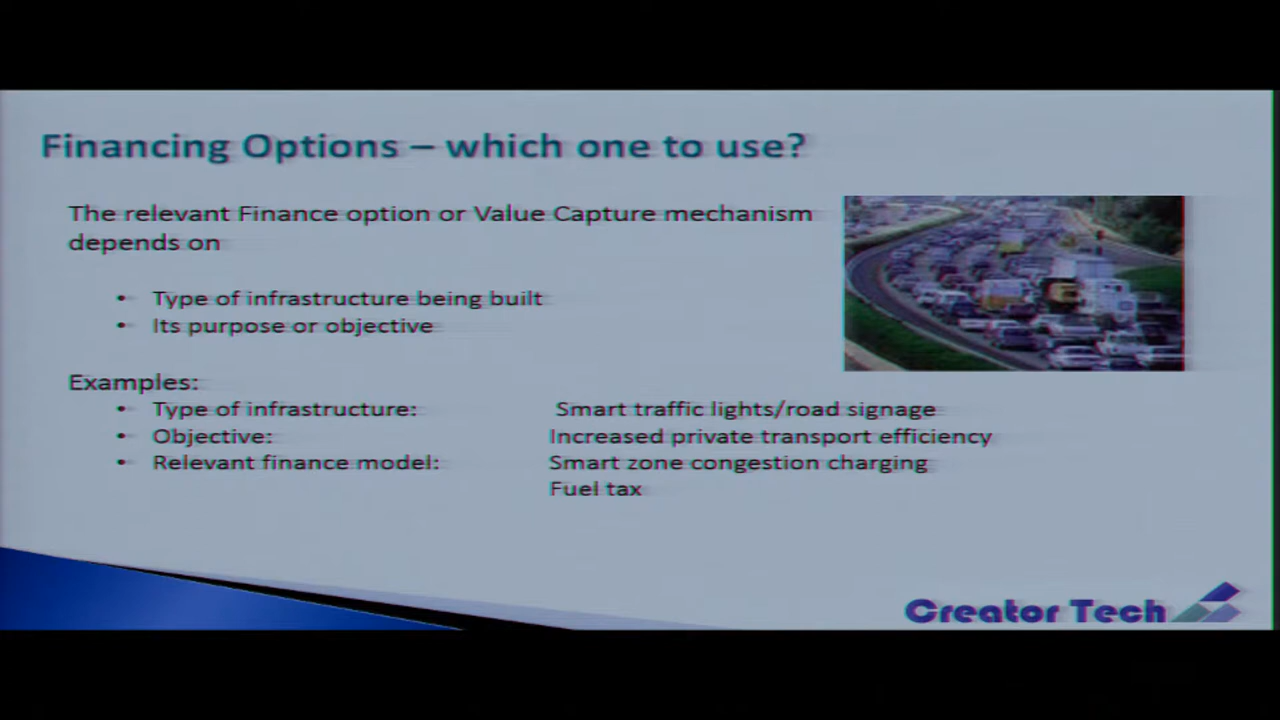 Financing Options – which one to use?
The relevant Finance option or Value Capture mechanism
depends on
• Type of infrastructure being built
• Its purpose or objective
Examples:
• Type of infrastructure: Smart traffic lights/road signage
• Objective: Increased private transport efficiency
• Relevant finance model: Smart zone congestion charging
Fuel tax
Creator Tech